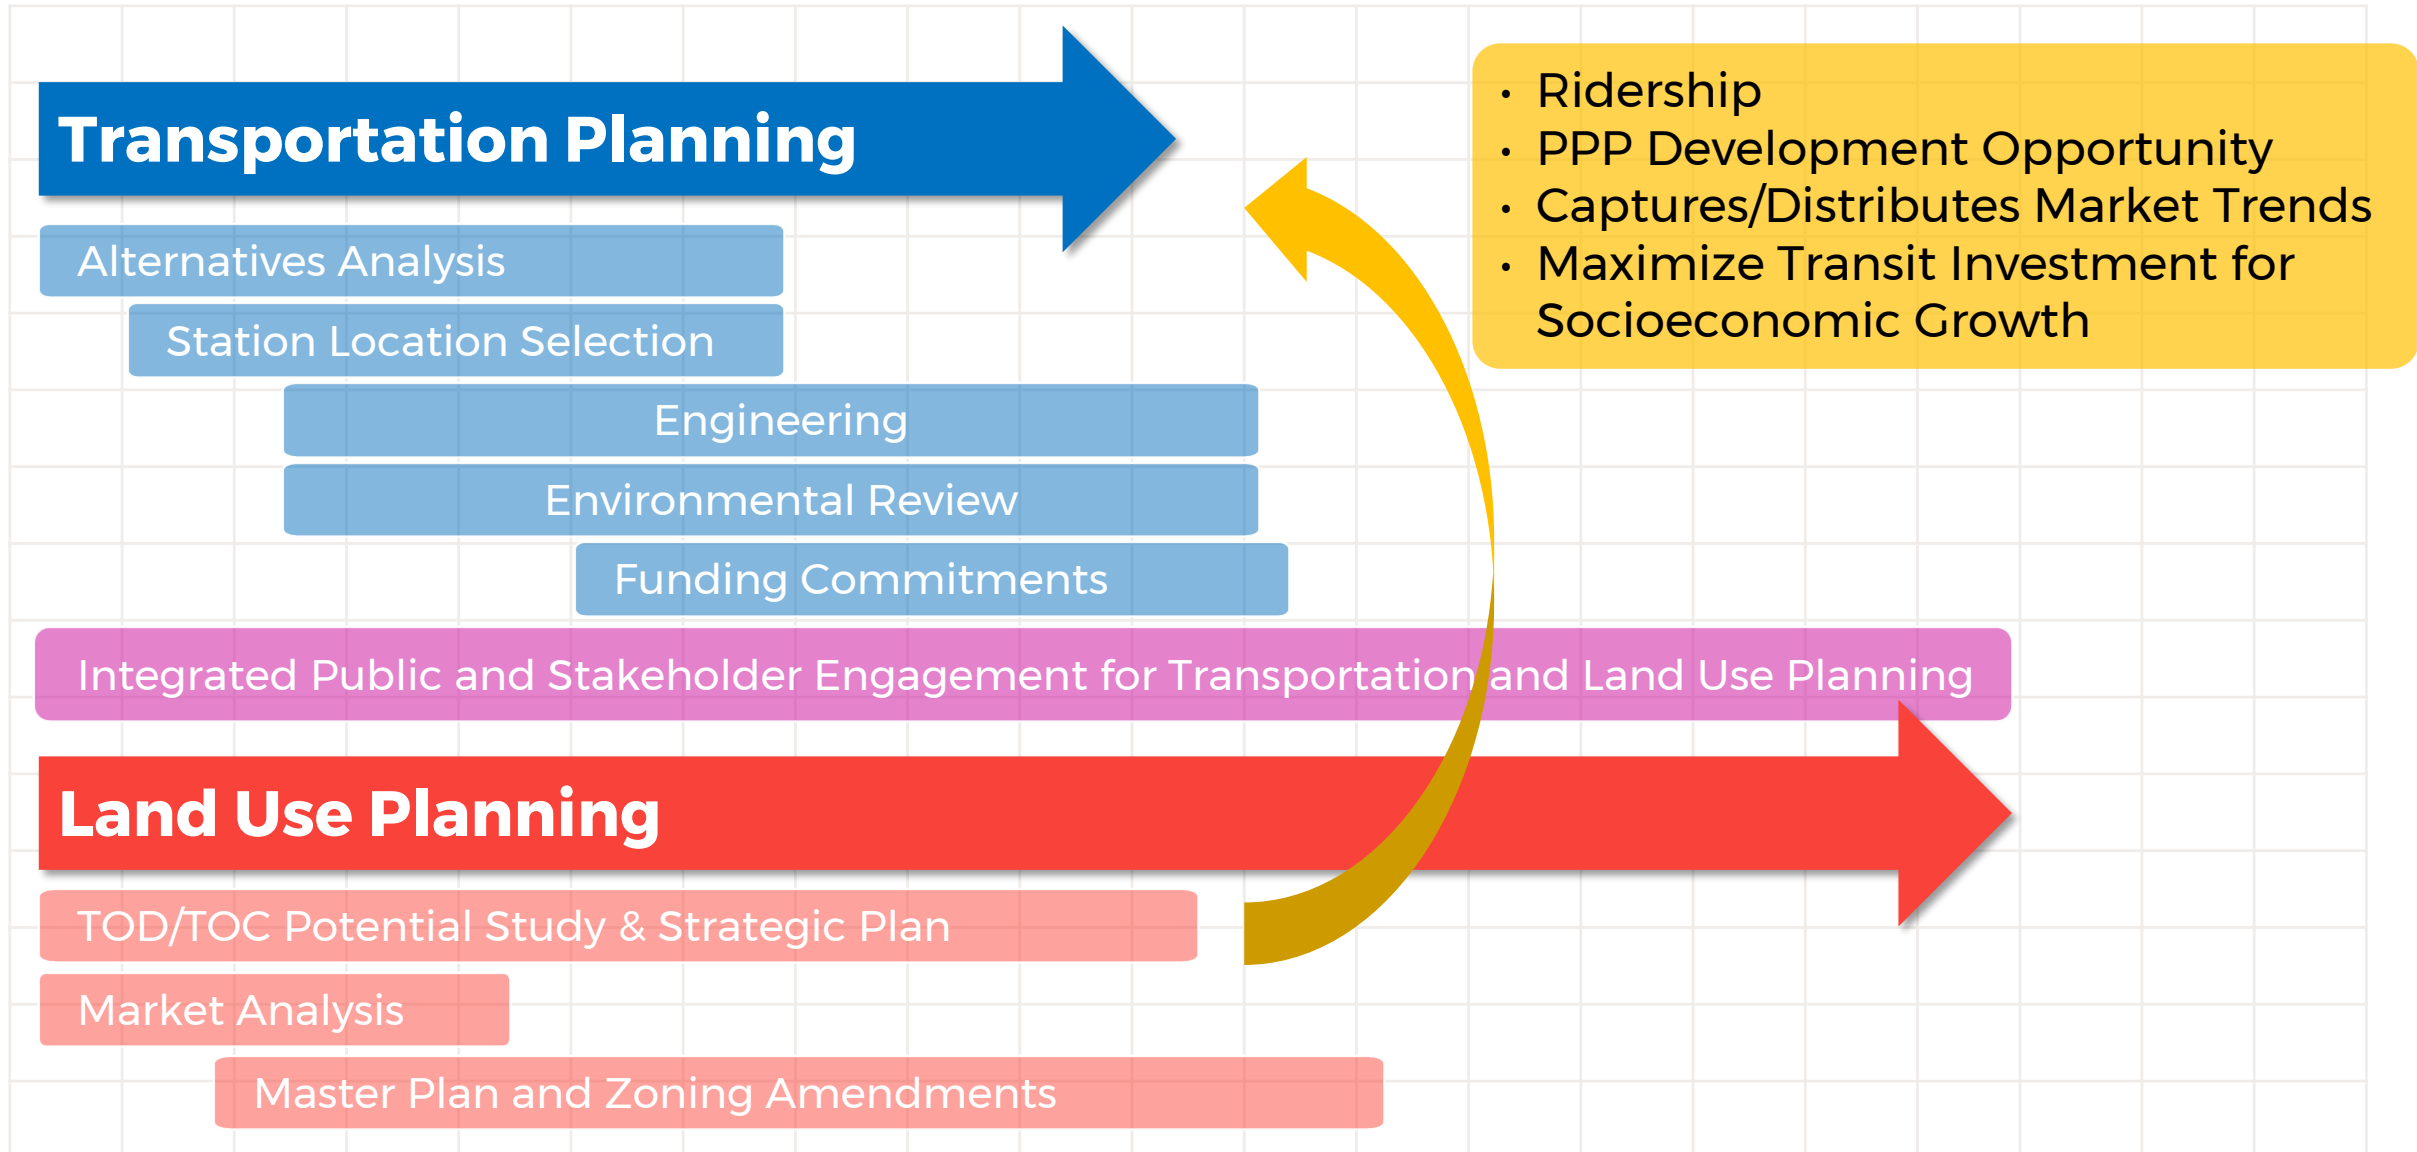 Transportation Planning
Alternatives Analysis
Station Location Selection
Engineering
Environmental Review
Funding Commitments
• Ridership
• PPP Development Opportunity
• Captures/Distributes Market Trends
• Maximize Transit Investment for
Socioeconomic Growth
Integrated Public and Stakeholder Engagement for Transportation and Land Use Planning
Land Use Planning
TOD/TOC Potential Study & Strategic Plan
Market Analysis
Master Plan and Zoning Amendments